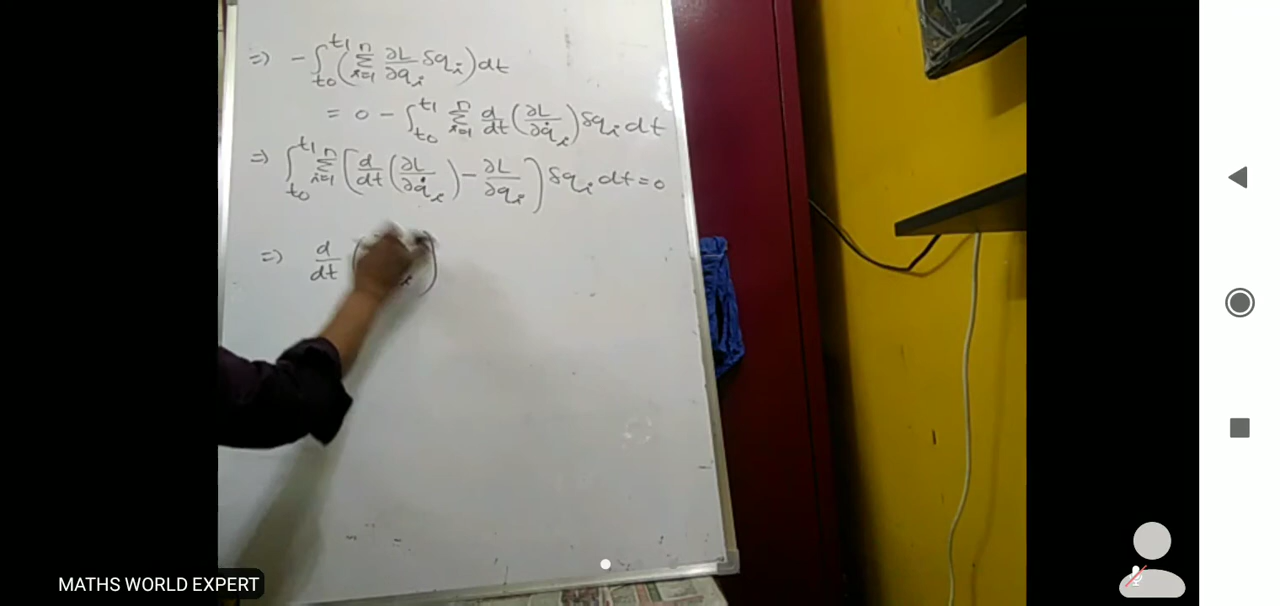 => - ∫_{t0}^{t1} ( Σ_{i=1}^{n} ∂L/∂q_i δq_i ) dt
= 0 - ∫_{t0}^{t1} Σ_{i=1}^{n} d/dt ( ∂L/∂q̇_i ) δq_i dt
=> ∫_{t0}^{t1} Σ_{i=1}^{n} [ d/dt ( ∂L/∂q̇_i ) - ∂L/∂q_i ) δq_i dt = 0
=> d/dt ( i )
MATHS WORLD EXPERT